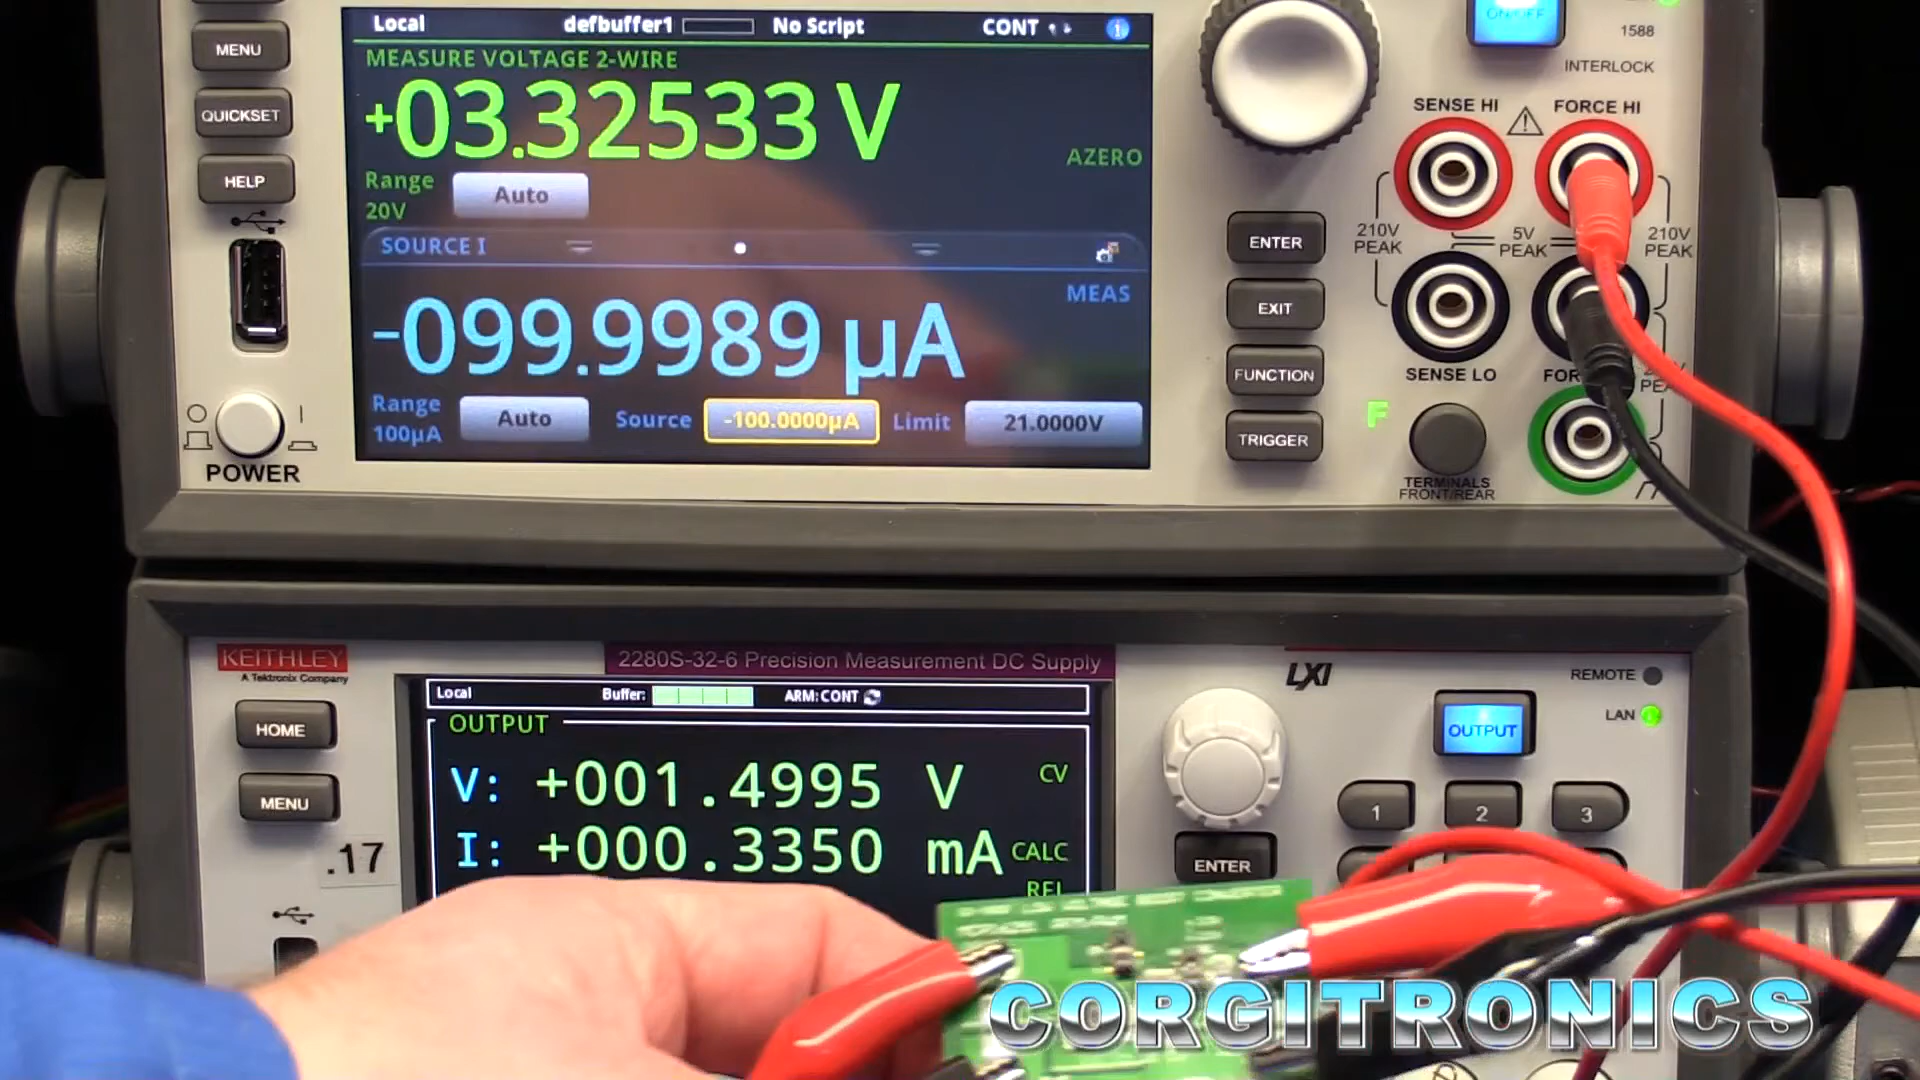 Local defbuffer1 No Script CONT
MEASURE VOLTAGE 2-WIRE
+03.32533 V
AZERO
Range
20V
Auto
SOURCE I
MEAS
-099.9989 µA
Range
100µA
Auto
Source
-100.0000µA
Limit
21.0000V
MENU
QUICKSET
HELP
POWER
ENTER
EXIT
FUNCTION
TRIGGER
ON/OFF
1588
INTERLOCK
SENSE HI
FORCE HI
210V
PEAK
5V
PEAK
210V
PEAK
SENSE LO
F
TERMINALS
FRONT/REAR
KEITHLEY
A Tektronix Company
2280S-32-6 Precision Measurement DC Supply
LXI
REMOTE
LAN
HOME
MENU
.17
Local Buffer: ARM:CONT
OUTPUT
V: +001.4995 V CV
I: +000.3350 mA CALC
REL
OUTPUT
1
2
3
ENTER
CORGITRONICS